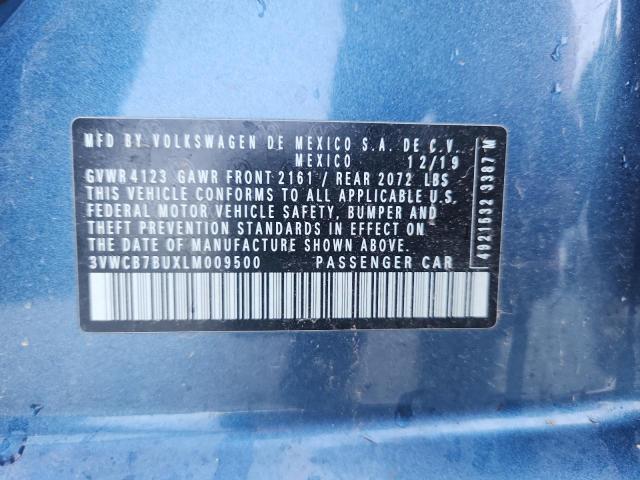 MFD BY VOLKSWAGEN DE MEXICO S.A. DE C.V.
MEXICO 12/19
GVWR 4123 GAWR FRONT 2161 / REAR 2072 LBS
THIS VEHICLE CONFORMS TO ALL APPLICABLE U.S.
FEDERAL MOTOR VEHICLE SAFETY, BUMPER AND
THEFT PREVENTION STANDARDS IN EFFECT ON
THE DATE OF MANUFACTURE SHOWN ABOVE.
3VWCB7BUXLM009500 PASSENGER CAR
4921632 3387 M